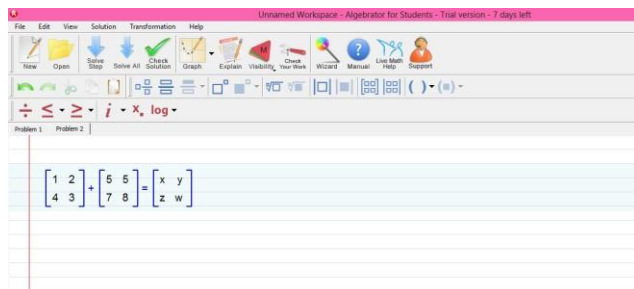 Unnamed Workspace - Algebrator for Students - Trial version - 7 days left
File Edit View Solution Transformation Help
New Open Solve Step Solve All Check Solution Graph Explain Visibility Check Your Work Wizard Manual Live Math Help Support
÷ ≤ ≥ i x log
Problem 1 Problem 2
1 2 5 5 x y
+ =
4 3 7 8 z w